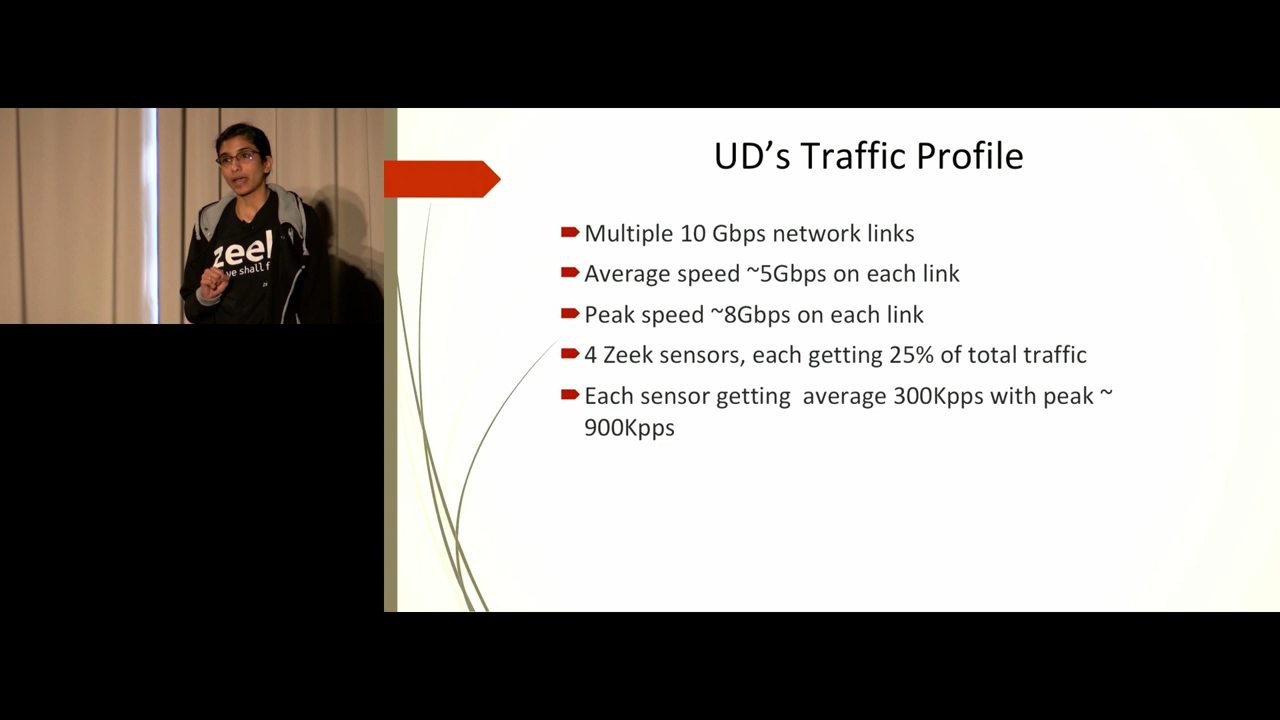 zeek
we shall f
UD's Traffic Profile
Multiple 10 Gbps network links
Average speed ~5Gbps on each link
Peak speed ~8Gbps on each link
4 Zeek sensors, each getting 25% of total traffic
Each sensor getting  average 300Kpps with peak ~
900Kpps